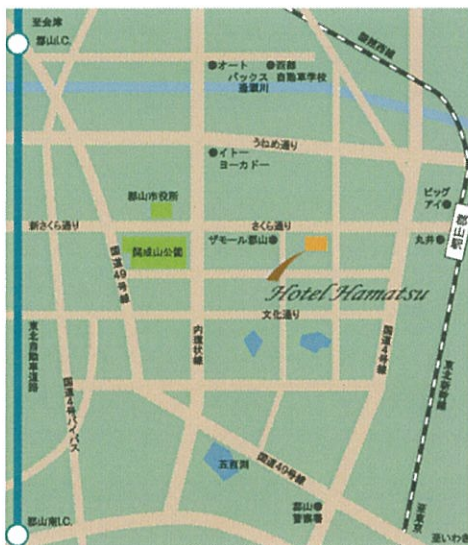 至会津
郡山I.C.
磐越西線
オート
バックス
西部
自動車学校
逢瀬川
うねめ通り
イトー
ヨーカドー
ビッグ
アイ
郡山市役所
新さくら通り
さくら通り
郡山駅
開成山公園
ザモール郡山
丸井
国道49号線
Hotel Hamatsu
文化通り
内環状線
国道4号線
東北自動車道路
東北新幹線
国道4号バイパス
五百淵
国道49号線
郡山
警察署
至東京
郡山南I.C.
至いわき